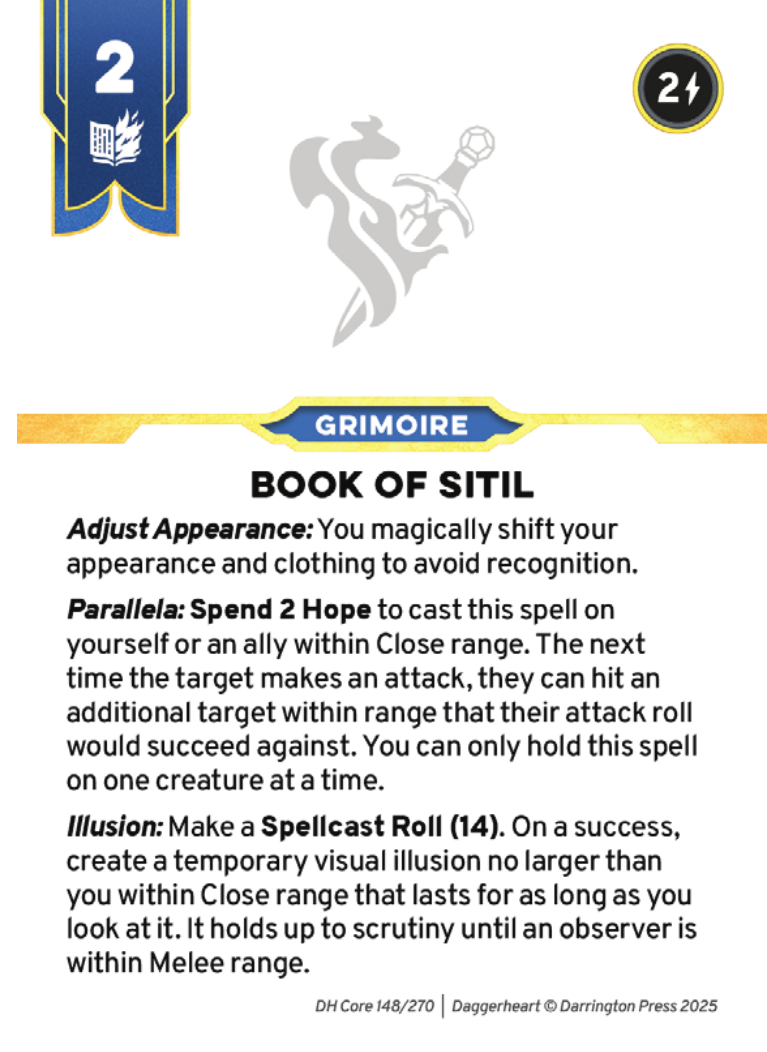 2
2
GRIMOIRE
BOOK OF SITIL
Adjust Appearance: You magically shift your
appearance and clothing to avoid recognition.
Parallela: Spend 2 Hope to cast this spell on
yourself or an ally within Close range. The next
time the target makes an attack, they can hit an
additional target within range that their attack roll
would succeed against. You can only hold this spell
on one creature at a time.
Illusion: Make a Spellcast Roll (14). On a success,
create a temporary visual illusion no larger than
you within Close range that lasts for as long as you
look at it. It holds up to scrutiny until an observer is
within Melee range.
DH Core 148/270 | Daggerheart © Darrington Press 2025